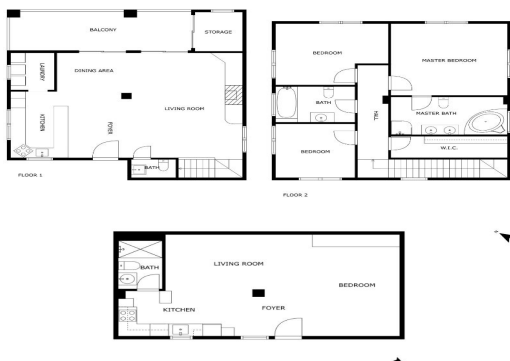 BALCONY
STORAGE
LAUNDRY
DINING AREA
LIVING ROOM
KITCHEN
FOYER
BATH
FLOOR 1
BEDROOM
MASTER BEDROOM
BATH
HALL
MASTER BATH
BEDROOM
W.I.C.
FLOOR 2
LIVING ROOM
BATH
BEDROOM
KITCHEN
FOYER